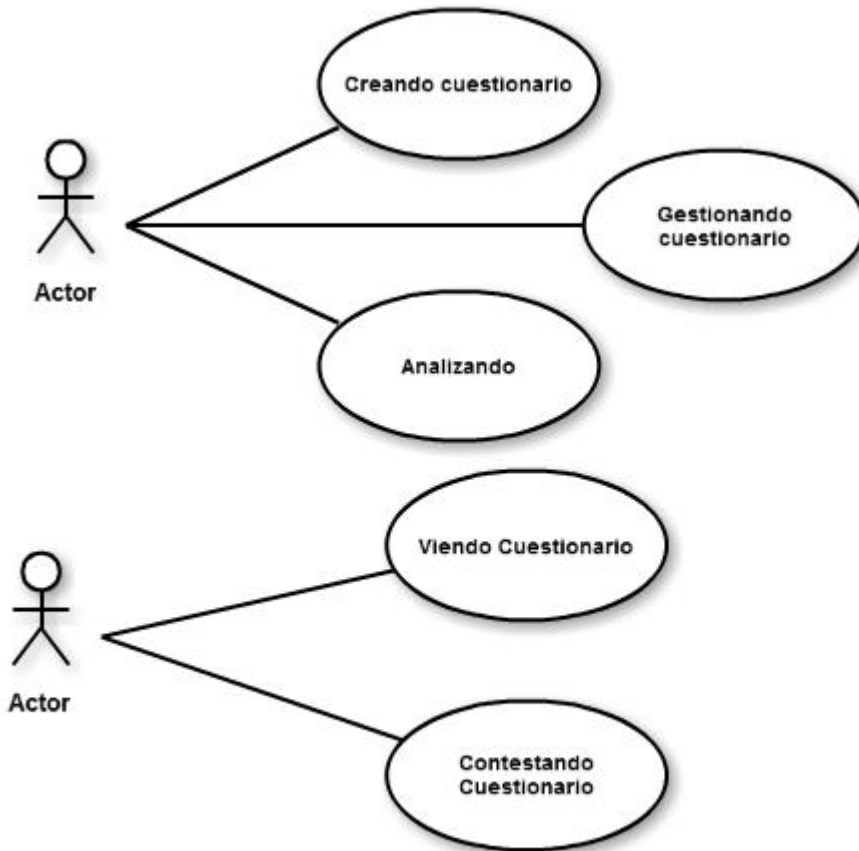 Creando cuestionario
Gestionando
cuestionario
Actor
Analizando
Viendo Cuestionario
Actor
Contestando
Cuestionario